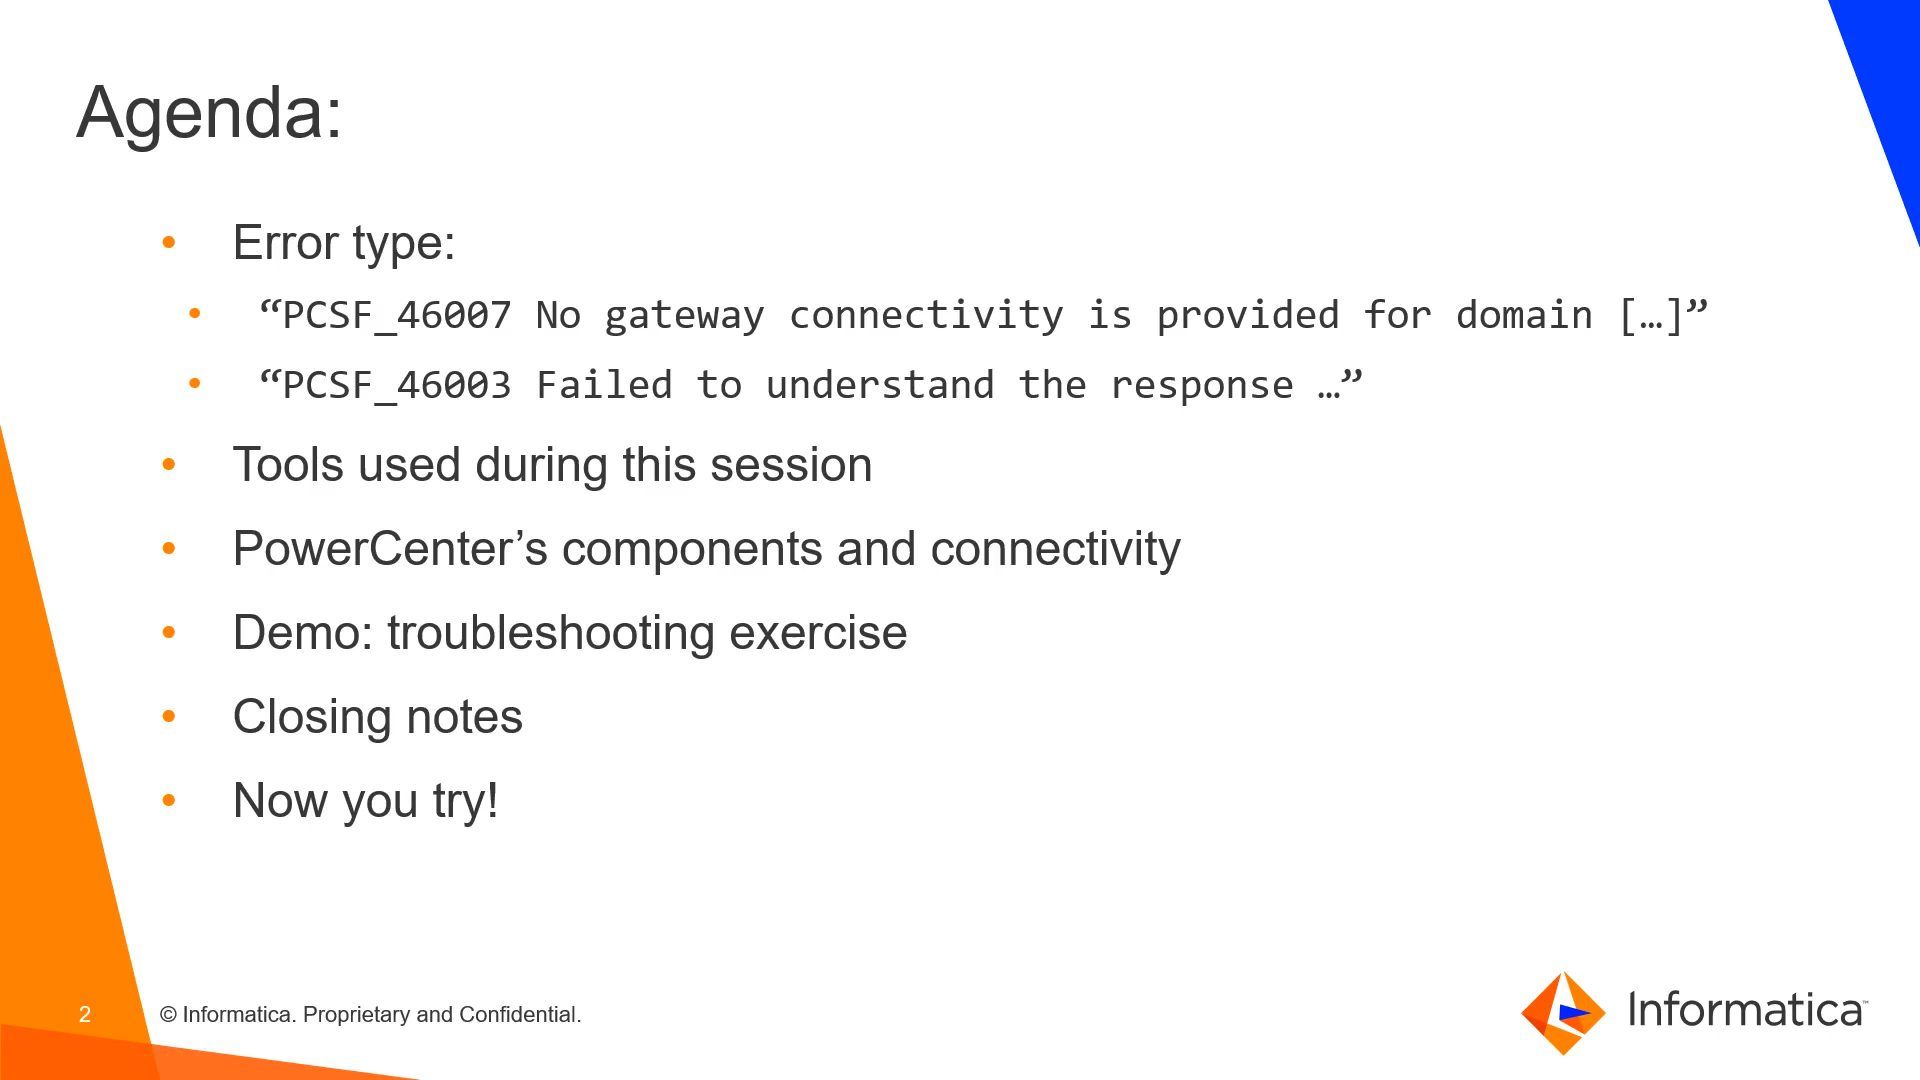 Agenda:
• Error type:
• “PCSF_46007 No gateway connectivity is provided for domain […]”
• “PCSF_46003 Failed to understand the response …”
• Tools used during this session
• PowerCenter’s components and connectivity
• Demo: troubleshooting exercise
• Closing notes
• Now you try!
2 © Informatica. Proprietary and Confidential.
Informatica™